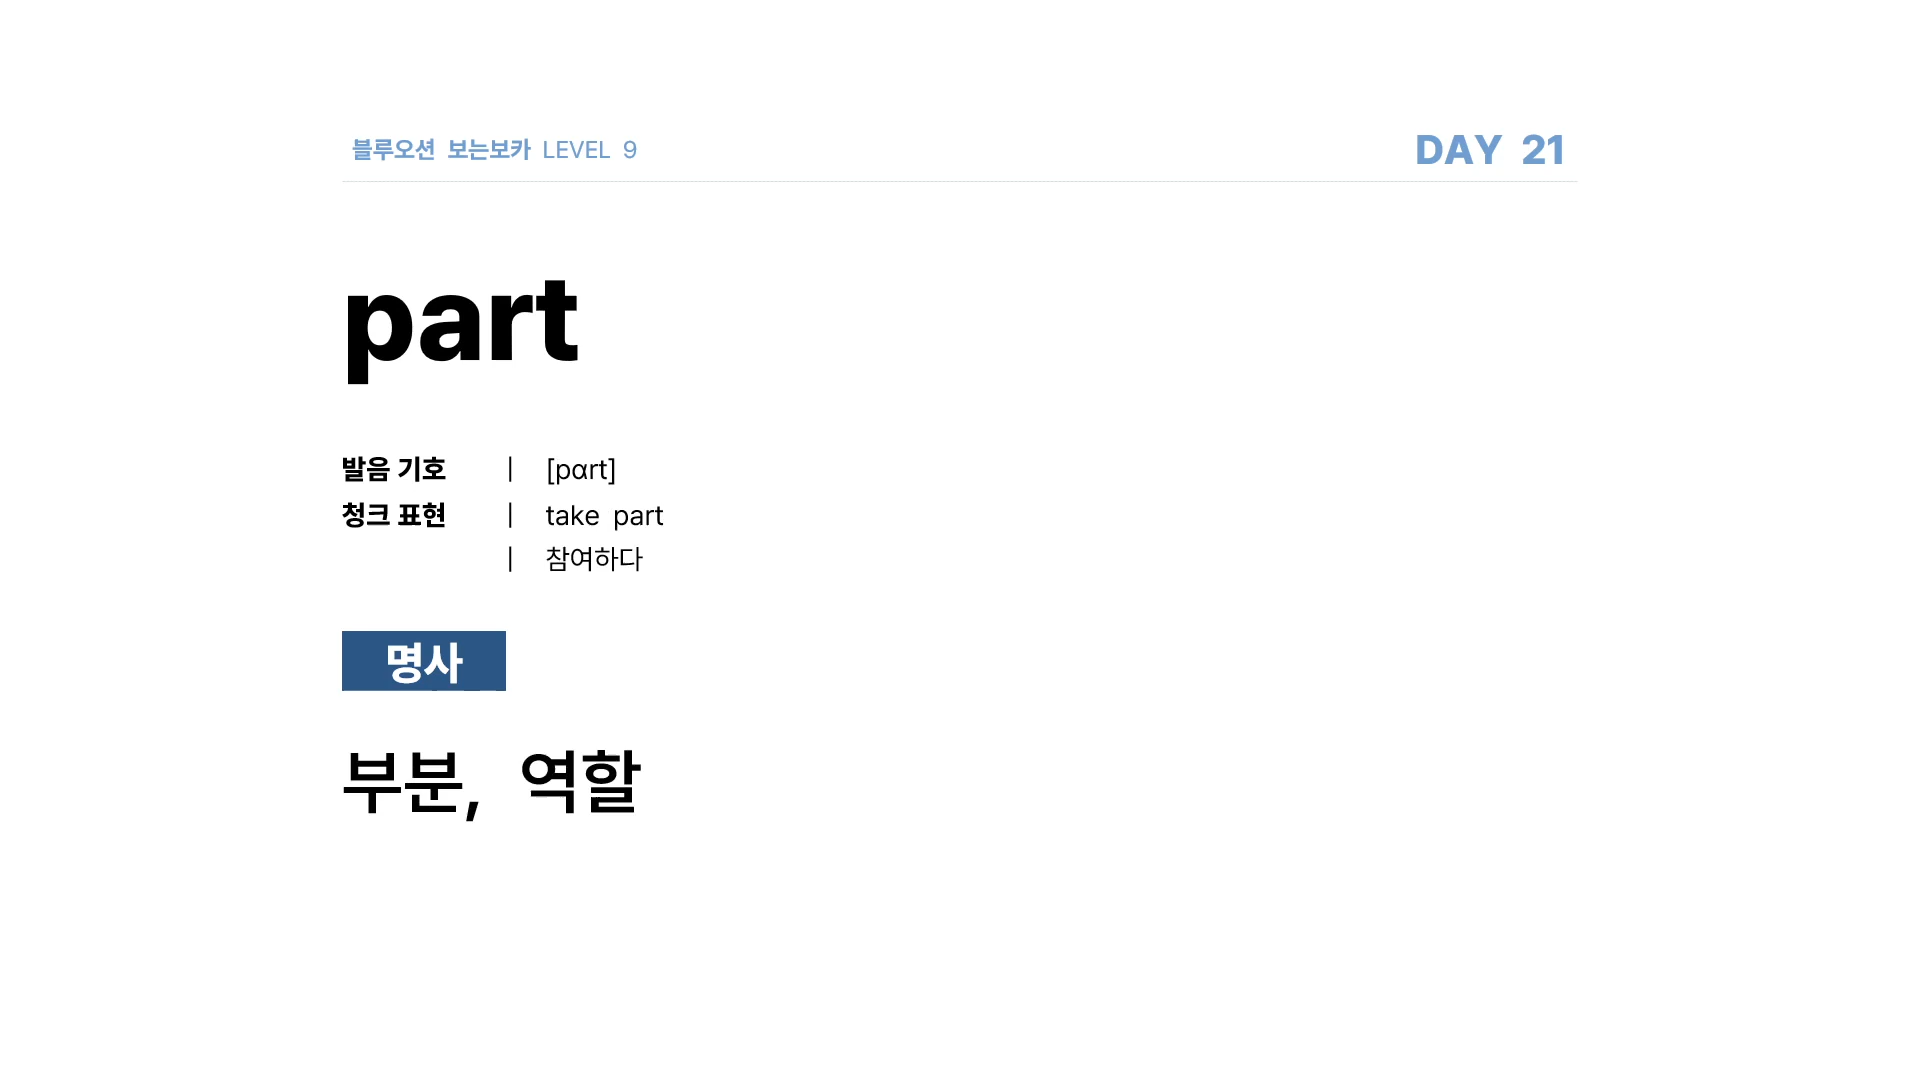 블루오션 보는보카 LEVEL 9
DAY 21
part
발음 기호 | [pɑrt]
청크 표현 | take part
| 참여하다
명사
부분, 역할